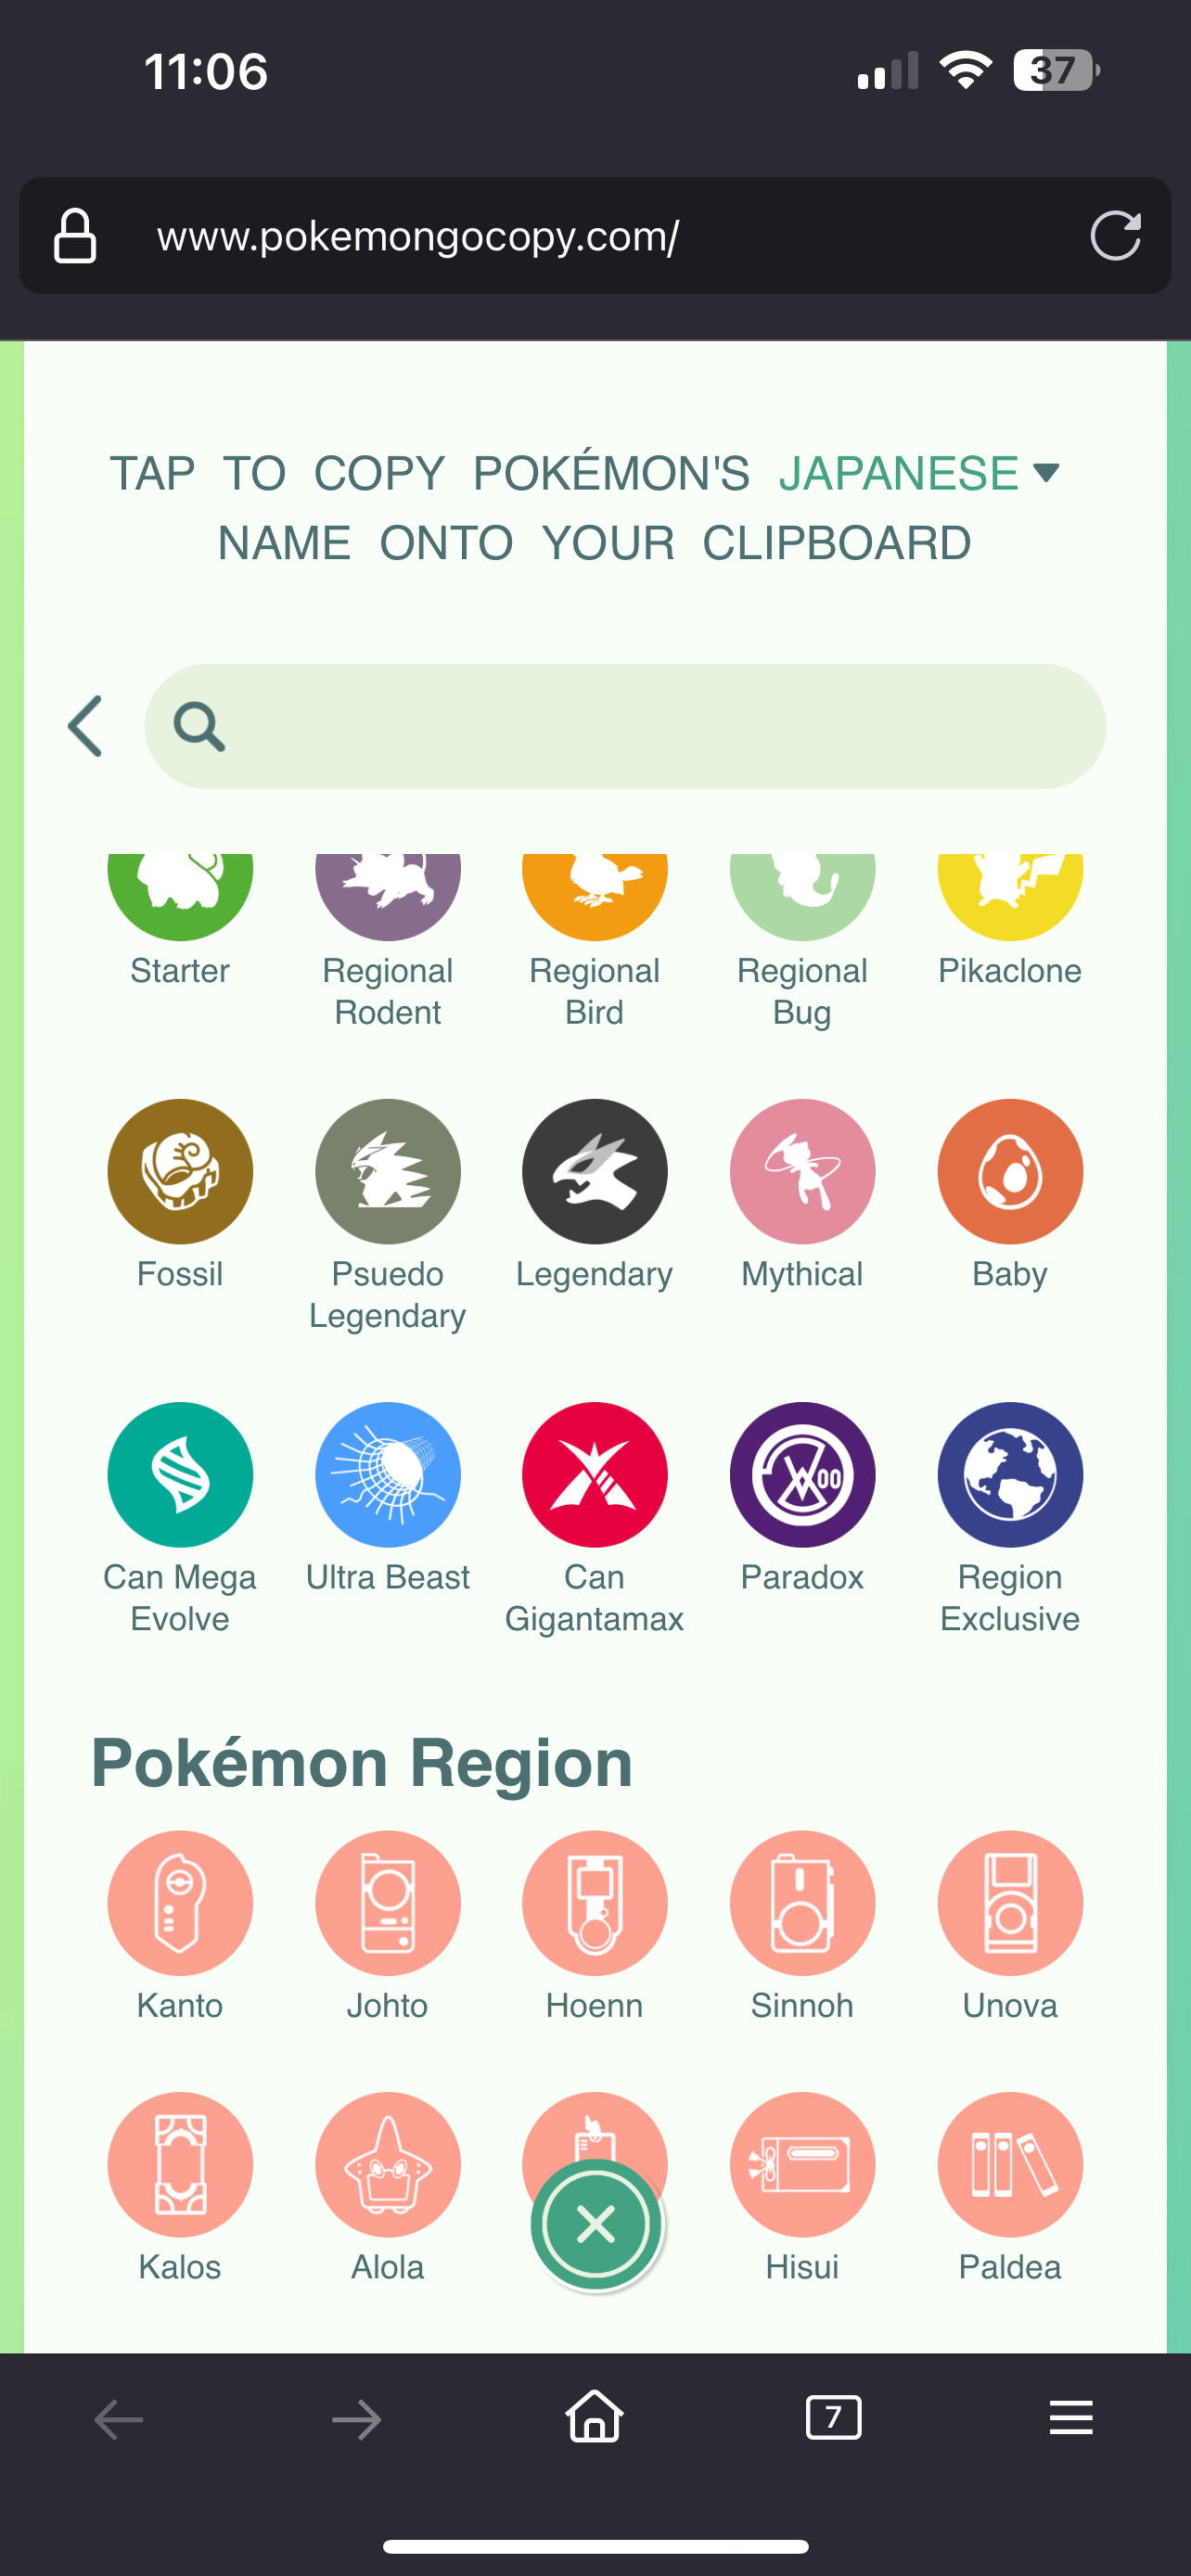 11:06
37
www.pokemongocopy.com/
TAP TO COPY POKÉMON'S JAPANESE
NAME ONTO YOUR CLIPBOARD
Starter
Regional
Rodent
Regional
Bird
Regional
Bug
Pikaclone
Fossil
Psuedo
Legendary
Legendary
Mythical
Baby
Can Mega
Evolve
Ultra Beast
Can
Gigantamax
Paradox
Region
Exclusive
Pokémon Region
Kanto
Johto
Hoenn
Sinnoh
Unova
Kalos
Alola
Hisui
Paldea
7